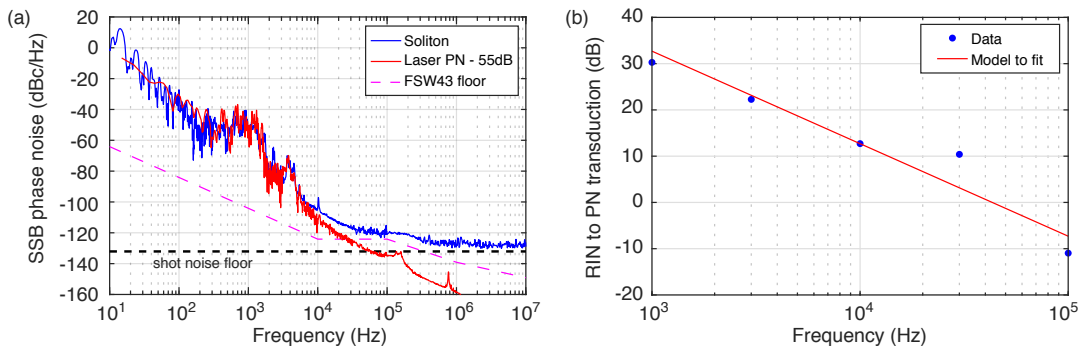 (a)
SSB phase noise (dBc/Hz)
20
0
-20
-40
-60
-80
-100
-120
-140
-160
Soliton
Laser PN - 55dB
FSW43 floor
shot noise floor
10^1
10^2
10^3
10^4
10^5
10^6
10^7
Frequency (Hz)
(b)
RIN to PN transduction (dB)
40
30
20
10
0
-10
-20
Data
Model to fit
10^3
10^4
10^5
Frequency (Hz)